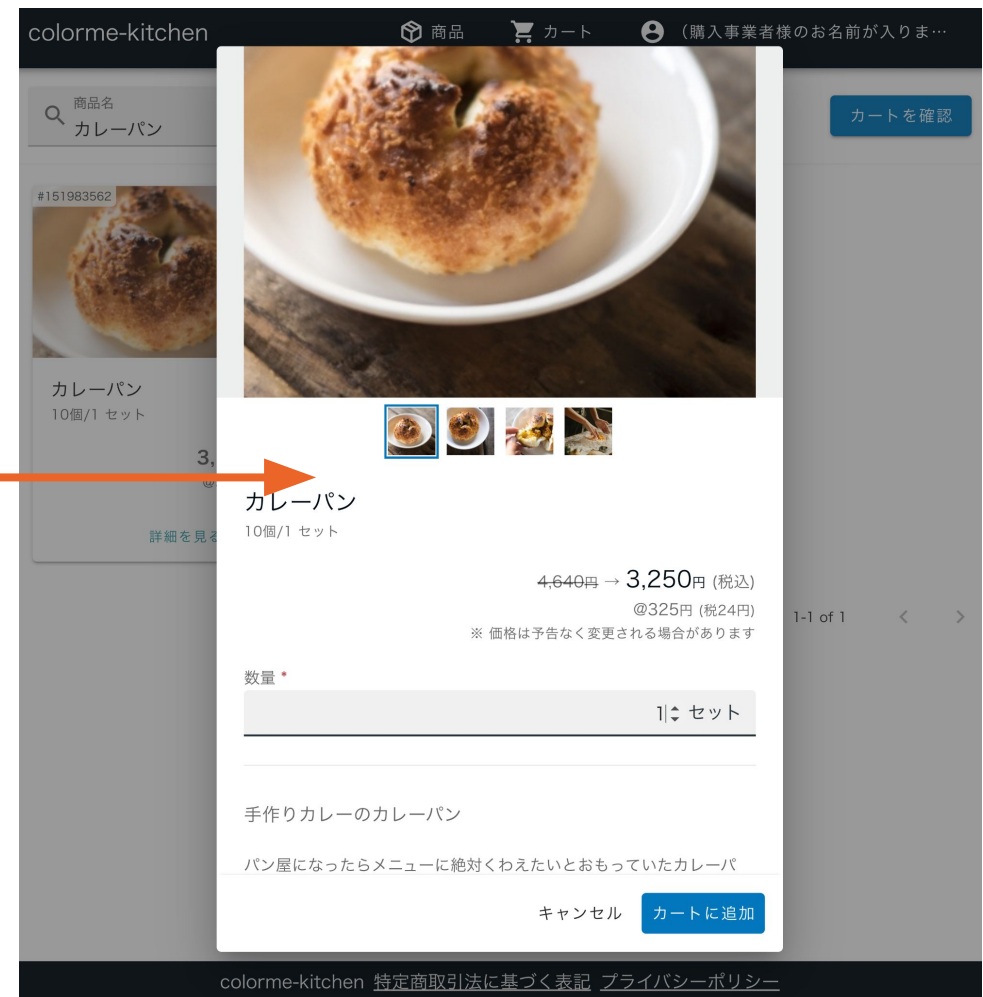 colorme-kitchen 商品 カート (購入事業者様のお名前が入りま…
商品名
カレーパン
カートを確認
#151983562
カレーパン
10個/1 セット
3,
@
詳細を見る
カレーパン
10個/1 セット
4,640円 → 3,250円 (税込)
@325円 (税24円)
※ 価格は予告なく変更される場合があります
1-1 of 1
数量 *
1 セット
手作りカレーのカレーパン
パン屋になったらメニューに絶対くわえたいとおもっていたカレーパ
キャンセル カートに追加
colorme-kitchen 特定商取引法に基づく表記 プライバシーポリシー